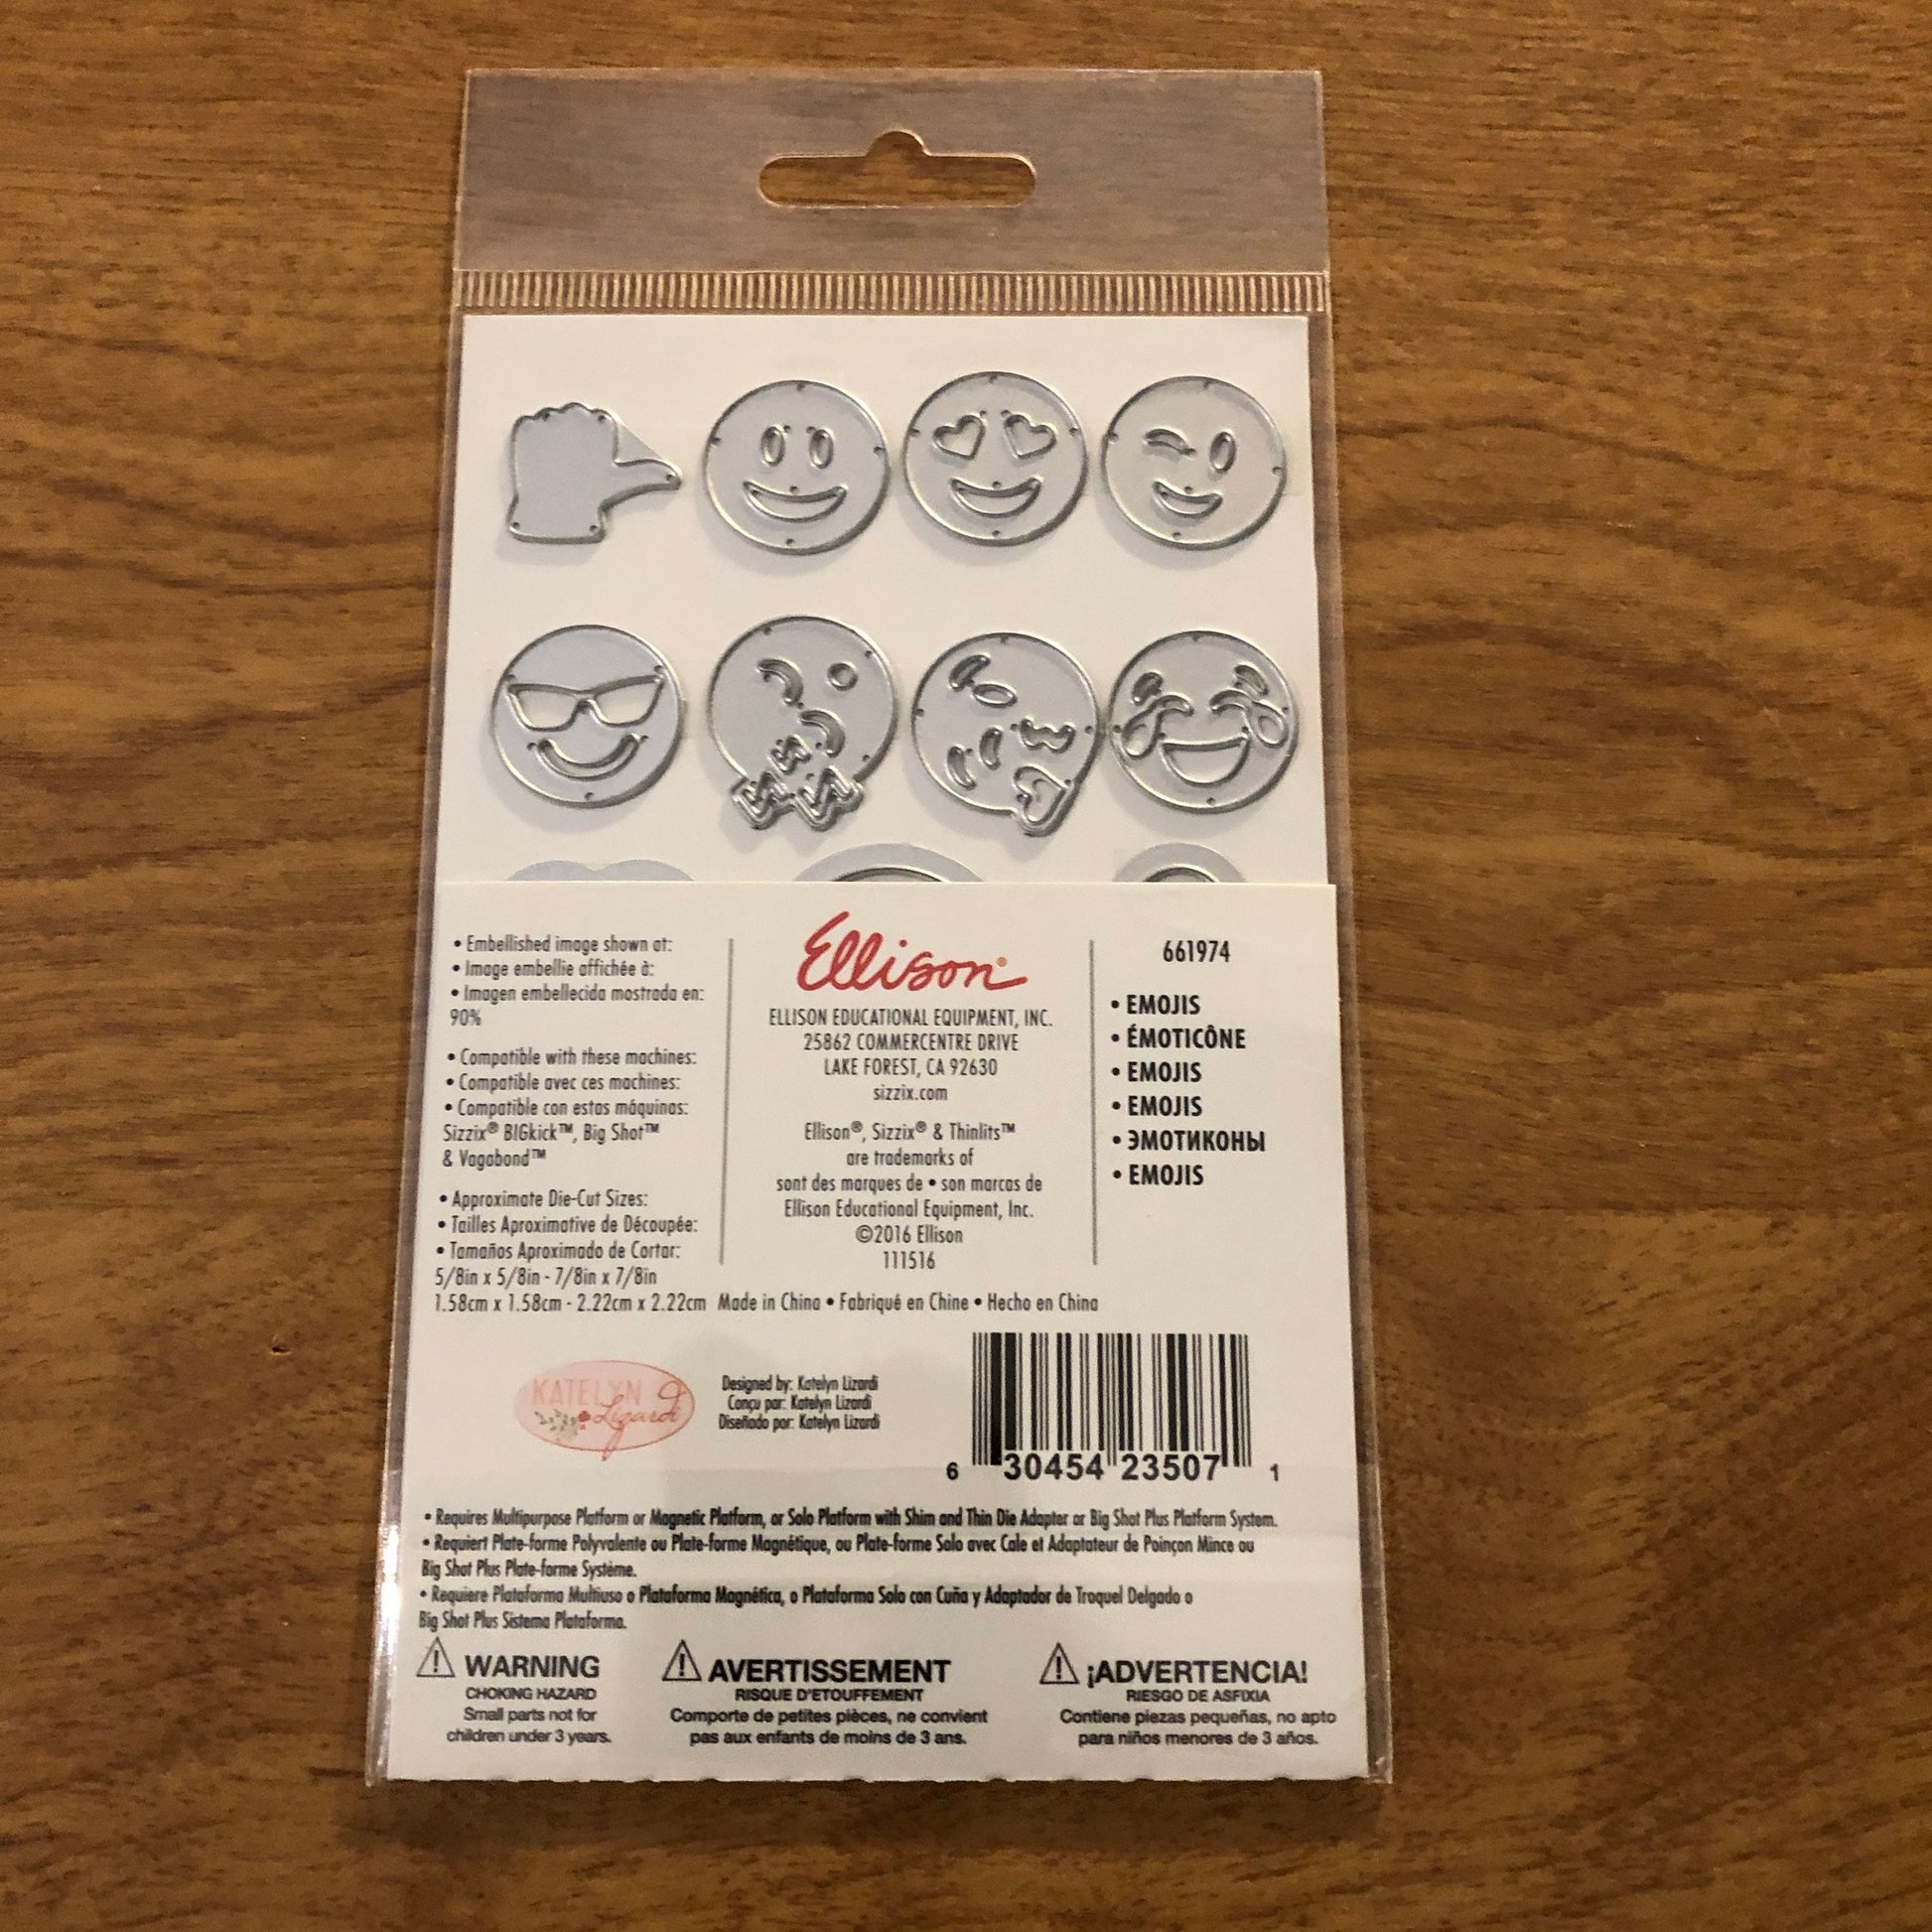 • Embellished image shown at:
• Image embellie affichée à:
• Imagen embellecida mostrada en:
90%
• Compatible with these machines:
• Compatible avec ces machines:
• Compatible con estas máquinas:
Sizzix® BIGkick™, Big Shot™
& Vagabond™
• Approximate Die-Cut Sizes:
• Tailles Aproximative de Découpée:
• Tamaños Aproximado de Cortar:
5/8in x 5/8in - 7/8in x 7/8in
1.58cm x 1.58cm - 2.22cm x 2.22cm
Ellison®
ELLISON EDUCATIONAL EQUIPMENT, INC.
25862 COMMERCENTRE DRIVE
LAKE FOREST, CA 92630
sizzix.com
Ellison®, Sizzix® & Thinlits™
are trademarks of
sont des marques de • son marcas de
Ellison Educational Equipment, Inc.
©2016 Ellison
111516
Made in China • Fabriqué en Chine • Hecho en China
661974
• EMOJIS
• ÉMOTICÔNE
• EMOJIS
• EMOJIS
• ЭМОТИКОНЫ
• EMOJIS
KATELYN
Lizardi
Designed by: Katelyn Lizardi
Conçu par: Katelyn Lizardi
Diseñado por: Katelyn Lizardi
6 30454 23507 1
• Requires Multipurpose Platform or Magnetic Platform, or Solo Platform with Shim and Thin Die Adapter or Big Shot Plus Platform System.
• Requiert Plate-forme Polyvalente ou Plate-forme Magnétique, ou Plate-forme Solo avec Cale et Adaptateur de Poinçon Mince ou
Big Shot Plus Plate-forme Système.
• Requiere Plataforma Multiuso o Plataforma Magnética, o Plataforma Solo con Cuña y Adaptador de Troquel Delgado o
Big Shot Plus Sistema Plataforma.
WARNING
CHOKING HAZARD
Small parts not for
children under 3 years.
AVERTISSEMENT
RISQUE D'ETOUFFEMENT
Comporte de petites pièces, ne convient
pas aux enfants de moins de 3 ans.
¡ADVERTENCIA!
RIESGO DE ASFIXIA
Contiene piezas pequeñas, no apto
para niños menores de 3 años.